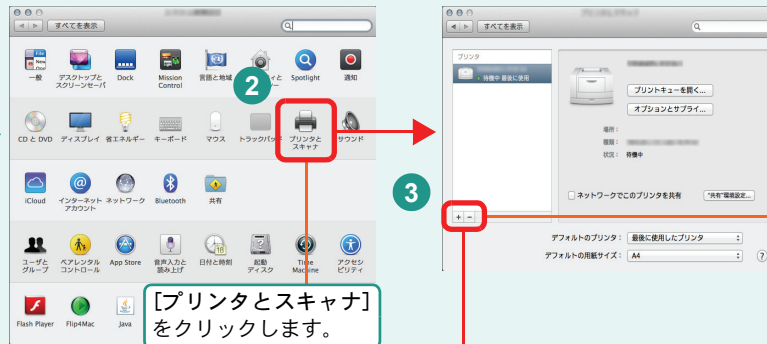 すべてを表示
一般
デスクトップと
スクリーンセーバ
Dock
Mission
Control
言語と地域
Spotlight
通知
2
CD と DVD
ディスプレイ
省エネルギー
キーボード
マウス
トラックパッド
プリンタと
スキャナ
サウンド
iCloud
インターネット
アカウント
ネットワーク
Bluetooth
共有
ユーザと
グループ
ペアレンタル
コントロール
App Store
音声入力と
読み上げ
日付と時刻
18
起動
ディスク
Time
Machine
アクセシ
ビリティ
Flash Player
Flip4Mac
Java
[プリンタとスキャナ]
をクリックします。
すべてを表示
プリンタ
待機中 最後に使用
プリントキューを開く...
オプションとサプライ...
場所：
種類：
状況： 待機中
3
ネットワークでこのプリンタを共有
"共有"環境設定...
+ −
デフォルトのプリンタ： 最後に使用したプリンタ
デフォルトの用紙サイズ： A4
?